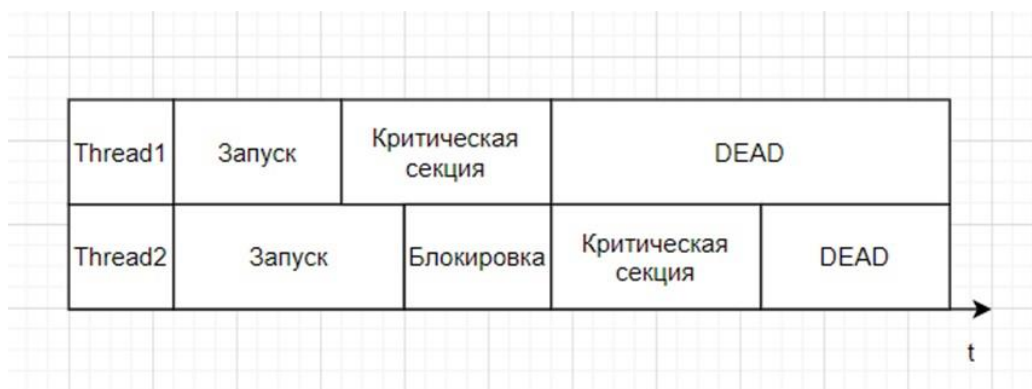 Thread1
Запуск
Критическая
секция
DEAD
Thread2
Запуск
Блокировка
Критическая
секция
DEAD
t